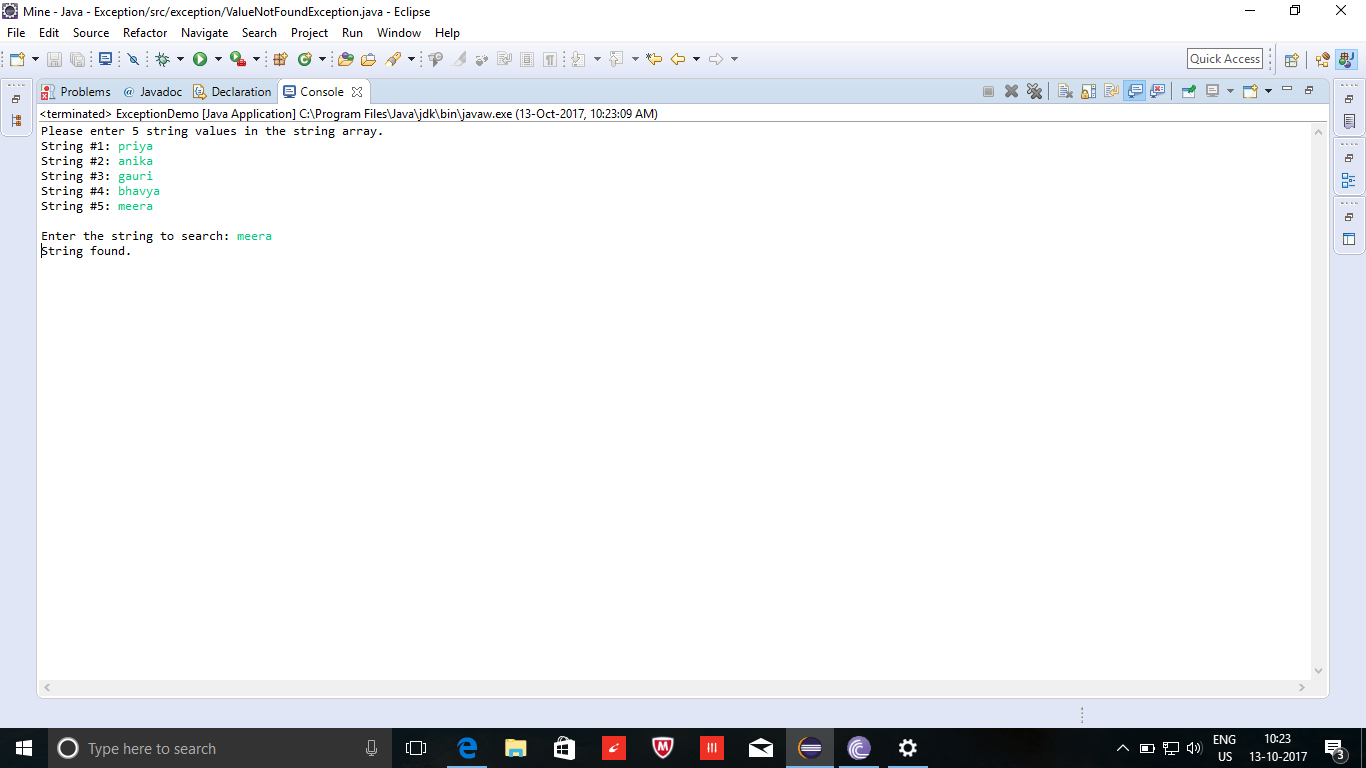 Mine - Java - Exception/src/exception/ValueNotFoundException.java - Eclipse
File Edit Source Refactor Navigate Search Project Run Window Help
Quick Access
Problems @ Javadoc Declaration Console
<terminated> ExceptionDemo [Java Application] C:\Program Files\Java\jdk\bin\javaw.exe (13-Oct-2017, 10:23:09 AM)
Please enter 5 string values in the string array.
String #1: priya
String #2: anika
String #3: gauri
String #4: bhavya
String #5: meera
Enter the string to search: meera
String found.
Type here to search
ENG
US
10:23
13-10-2017
3